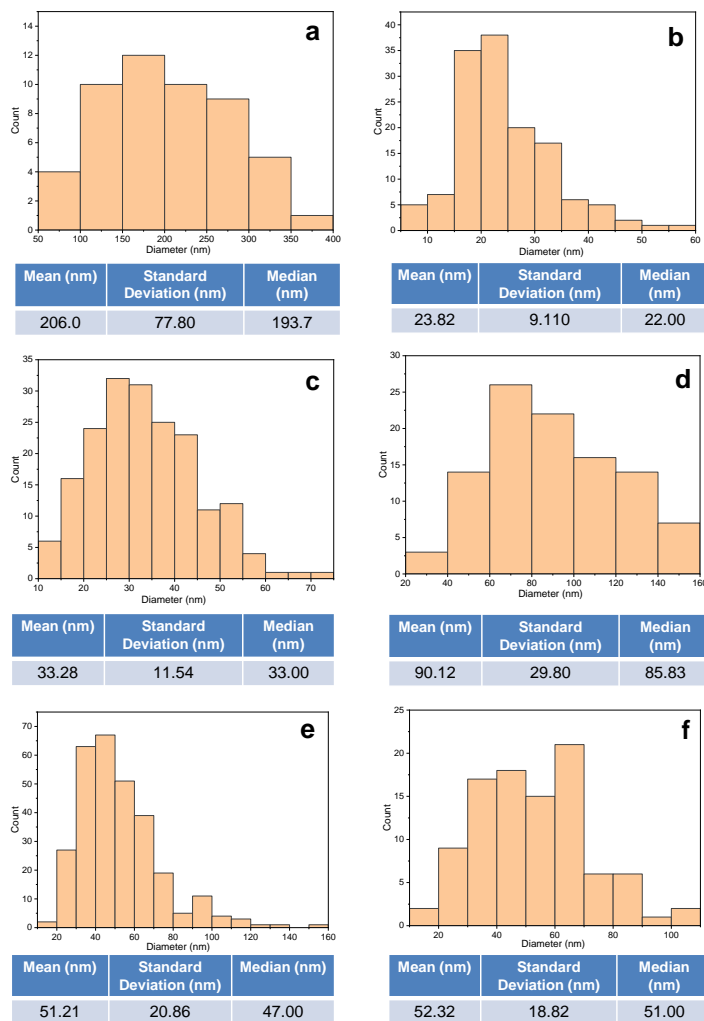 a
14
12
10
8
6
4
2
0
Count
50 100 150 200 250 300 350 400
Diameter (nm)
Mean (nm) Standard Deviation (nm) Median (nm)
206.0 77.80 193.7
b
40
35
30
25
20
15
10
5
0
Count
10 20 30 40 50 60
Diameter (nm)
Mean (nm) Standard Deviation (nm) Median (nm)
23.82 9.110 22.00
c
35
30
25
20
15
10
5
0
Count
10 20 30 40 50 60 70
Diameter (nm)
Mean (nm) Standard Deviation (nm) Median (nm)
33.28 11.54 33.00
d
30
25
20
15
10
5
0
Count
20 40 60 80 100 120 140 160
Diameter (nm)
Mean (nm) Standard Deviation (nm) Median (nm)
90.12 29.80 85.83
e
70
60
50
40
30
20
10
0
Count
20 40 60 80 100 120 140 160
Diameter (nm)
Mean (nm) Standard Deviation (nm) Median (nm)
51.21 20.86 47.00
f
25
20
15
10
5
0
Count
20 40 60 80 100
Diameter (nm)
Mean (nm) Standard Deviation (nm) Median (nm)
52.32 18.82 51.00